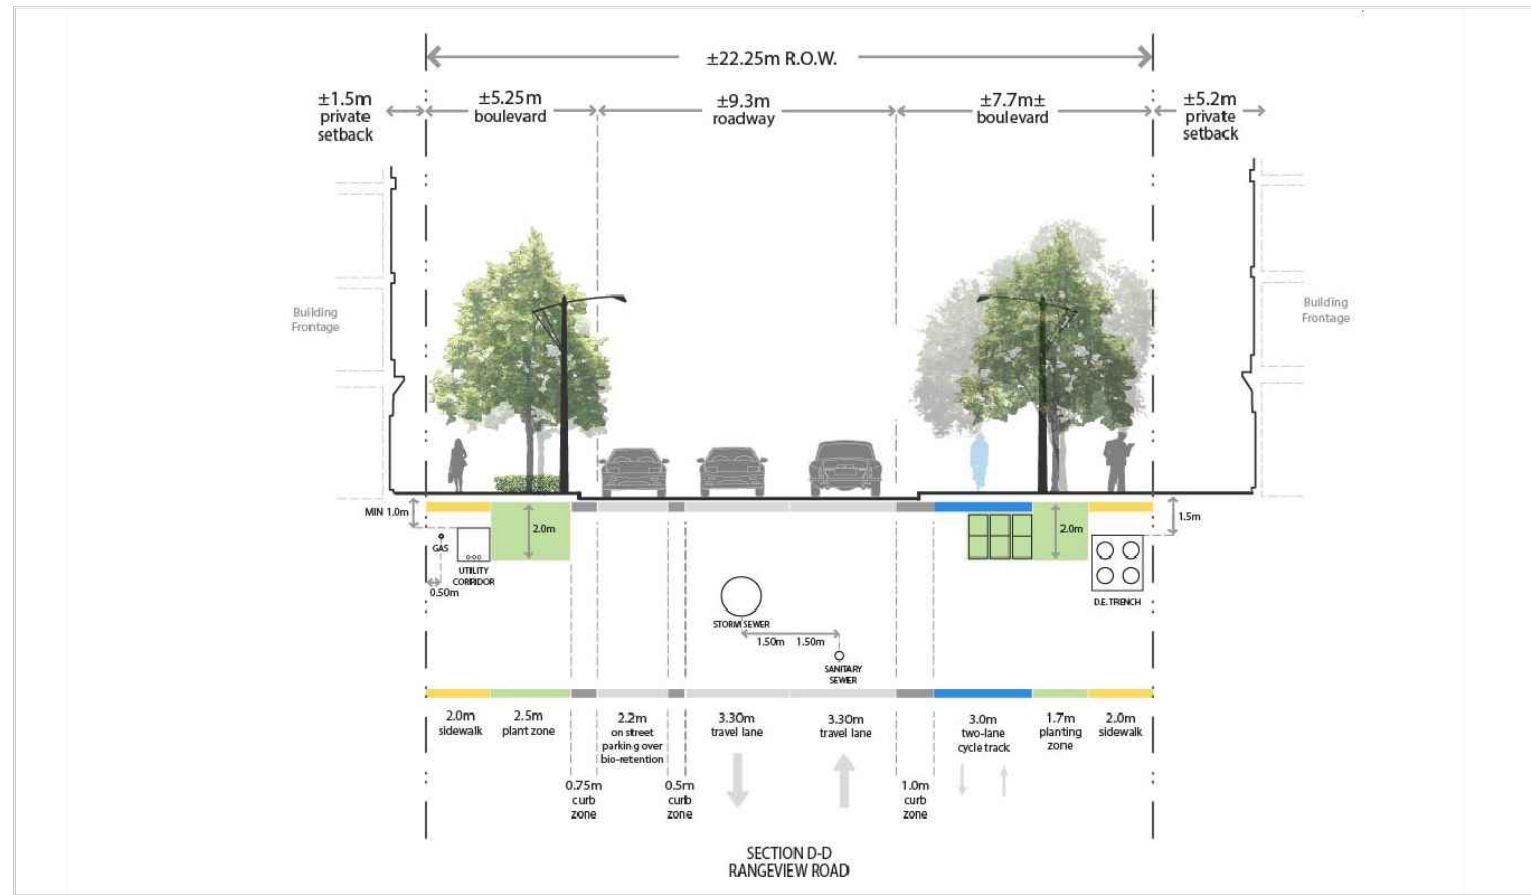 ±22.25m R.O.W.
±1.5m
private
setback
±5.25m
boulevard
±9.3m
roadway
±7.7m±
boulevard
±5.2m
private
setback
Building
Frontage
Building
Frontage
MIN 1.0m
GAS
UTILITY
CORRIDOR
0.50m
2.0m
STORM SEWER
1.50m 1.50m
SANITARY
SEWER
2.0m
1.5m
D.E. TRENCH
2.0m
sidewalk
2.5m
plant zone
0.75m
curb
zone
2.2m
on street
parking over
bio-retention
0.5m
curb
zone
3.30m
travel lane
3.30m
travel lane
1.0m
curb
zone
3.0m
two-lane
cycle track
1.7m
planting
zone
2.0m
sidewalk
SECTION D-D
RANGEVIEW ROAD